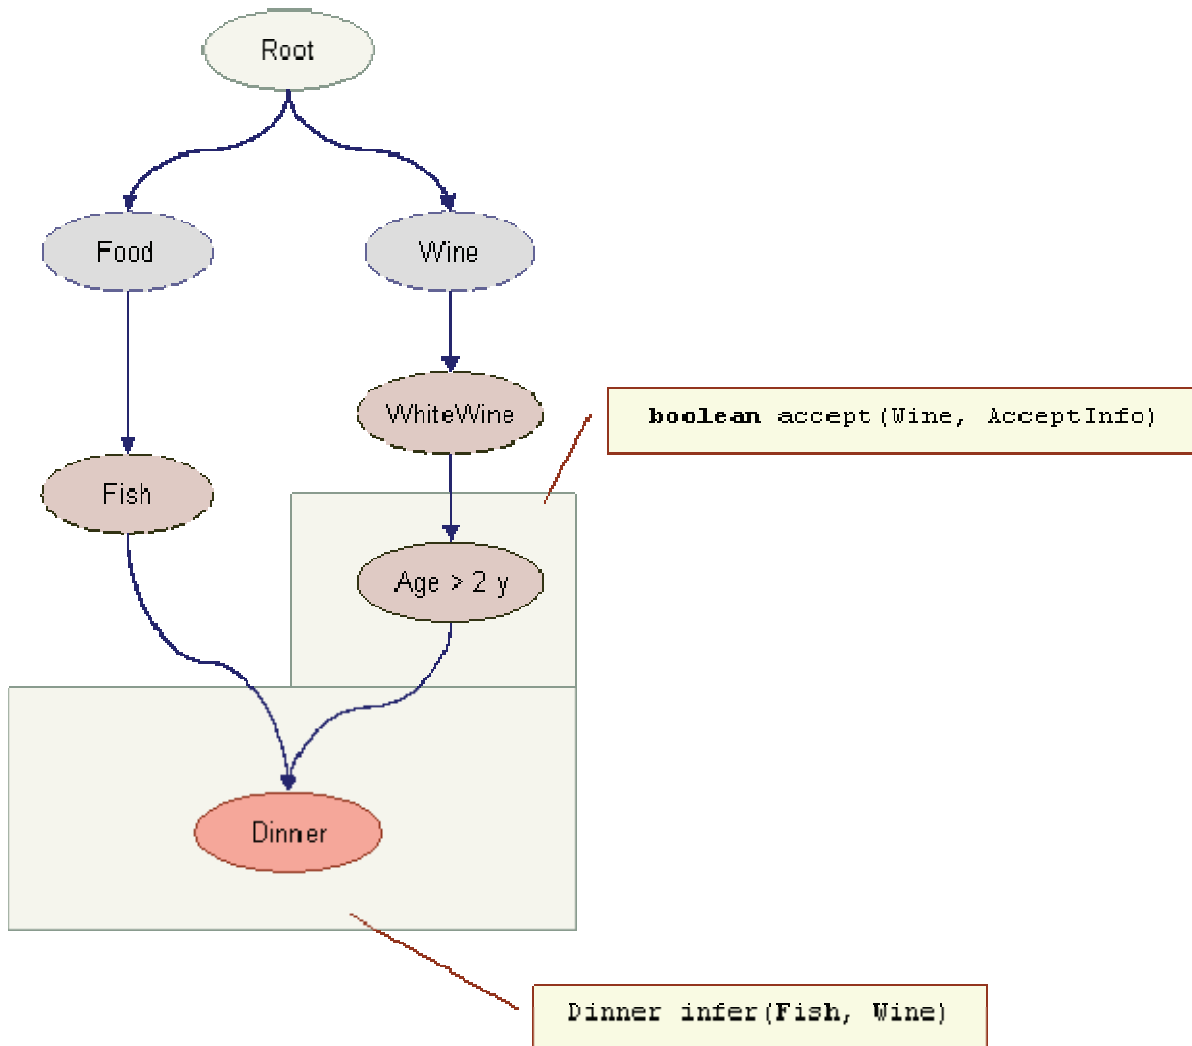 Root
Food
Wine
WhiteWine
boolean accept(Wine, AcceptInfo)
Fish
Age > 2 y
Dinner
Dinner infer(Fish, Wine)